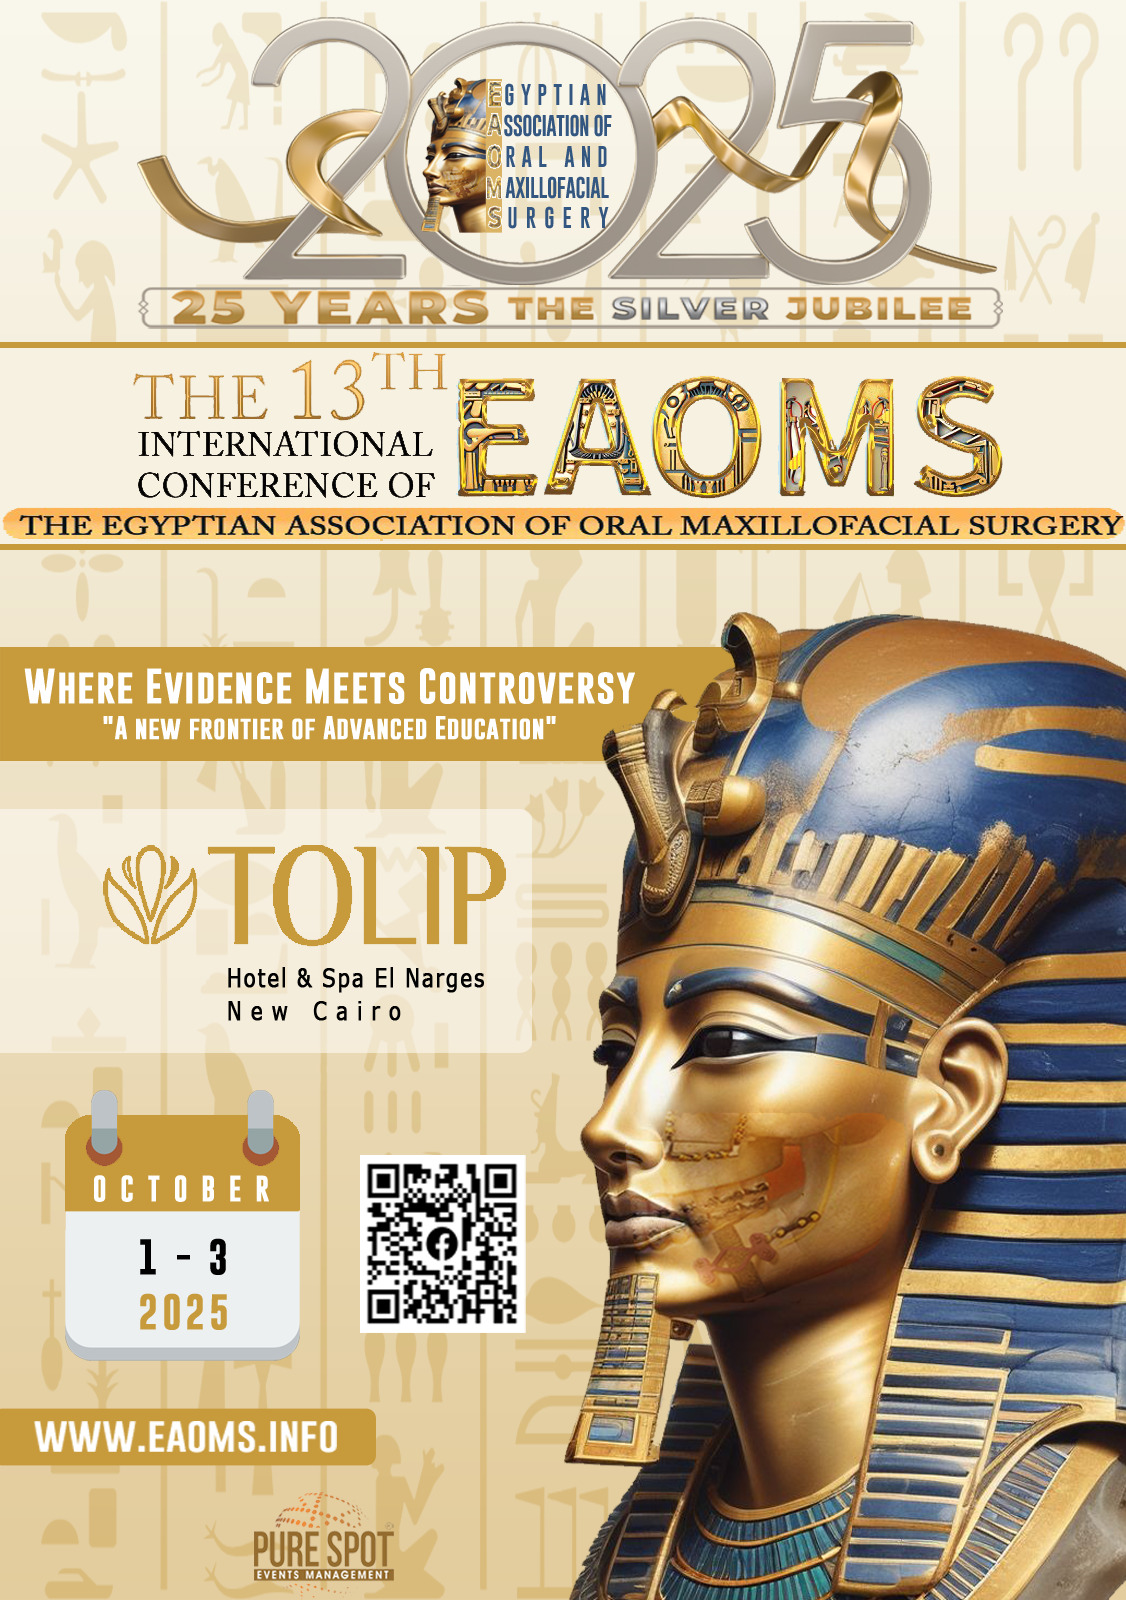 2025
EGYPTIAN
ASSOCIATION OF
ORAL AND
MAXILLOFACIAL
SURGERY
25 YEARS THE SILVER JUBILEE
THE 13TH
INTERNATIONAL
CONFERENCE OF
EAOMS
THE EGYPTIAN ASSOCIATION OF ORAL MAXILLOFACIAL SURGERY
WHERE EVIDENCE MEETS CONTROVERSY
"A NEW FRONTIER OF ADVANCED EDUCATION"
TOLIP
Hotel & Spa El Narges
New Cairo
OCTOBER
1 - 3
2025
WWW.EAOMS.INFO
PURE SPOT
EVENTS MANAGEMENT